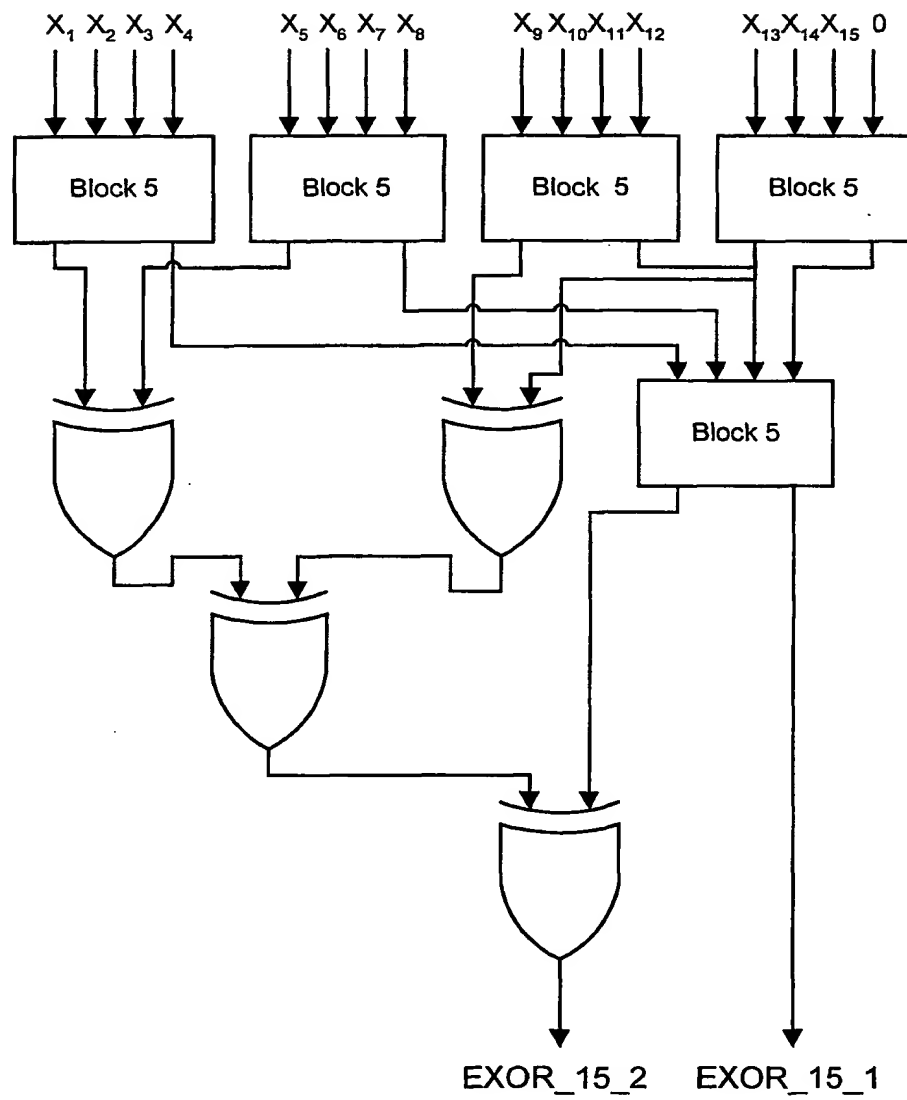 X₁ X₂ X₃ X₄ X₅ X₆ X₇ X₈ X₉ X₁₀ X₁₁ X₁₂ X₁₃ X₁₄ X₁₅ 0
Block 5 Block 5 Block 5 Block 5
Block 5
EXOR_15_2 EXOR_15_1